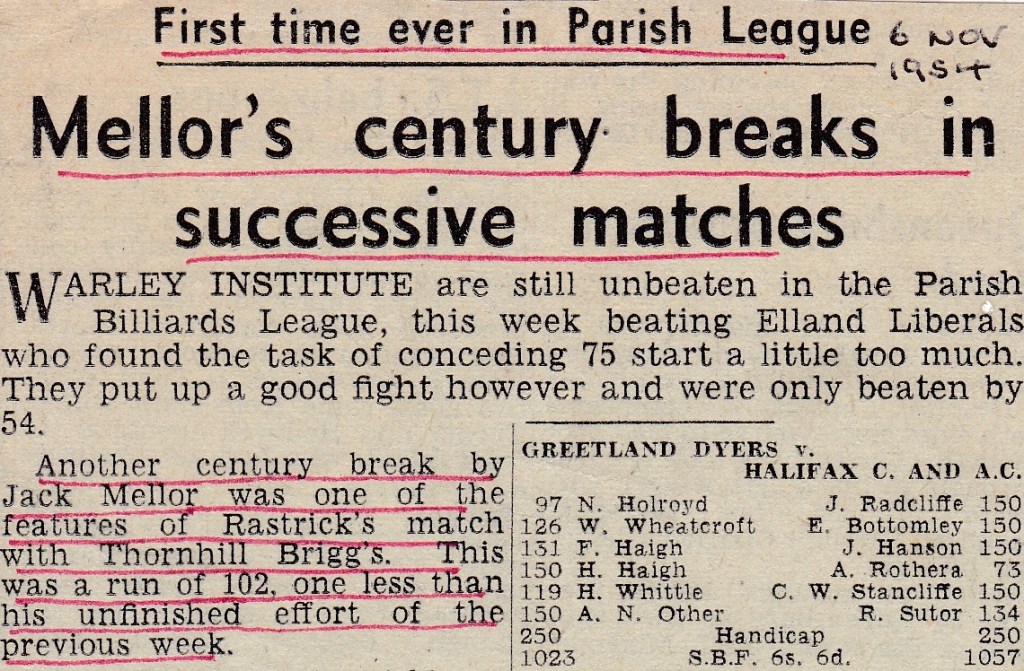 First time ever in Parish League
6 NOV
1954
Mellor's century breaks in
successive matches
WARLEY INSTITUTE are still unbeaten in the Parish
Billiards League, this week beating Elland Liberals
who found the task of conceding 75 start a little too much.
They put up a good fight however and were only beaten by
54.
Another century break by
Jack Mellor was one of the
features of Rastrick's match
with Thornhill Brigg's. This
was a run of 102, one less than
his unfinished effort of the
previous week.
GREETLAND DYERS v.
HALIFAX C. AND A.C.
97 N. Holroyd J. Radcliffe 150
126 W. Wheatcroft E. Bottomley 150
131 F. Haigh J. Hanson 150
150 H. Haigh A. Rothera 73
119 H. Whittle C. W. Stancliffe 150
150 A. N. Other R. Sutor 134
250 Handicap 250
1023 S.B.F. 6s. 6d. 1057